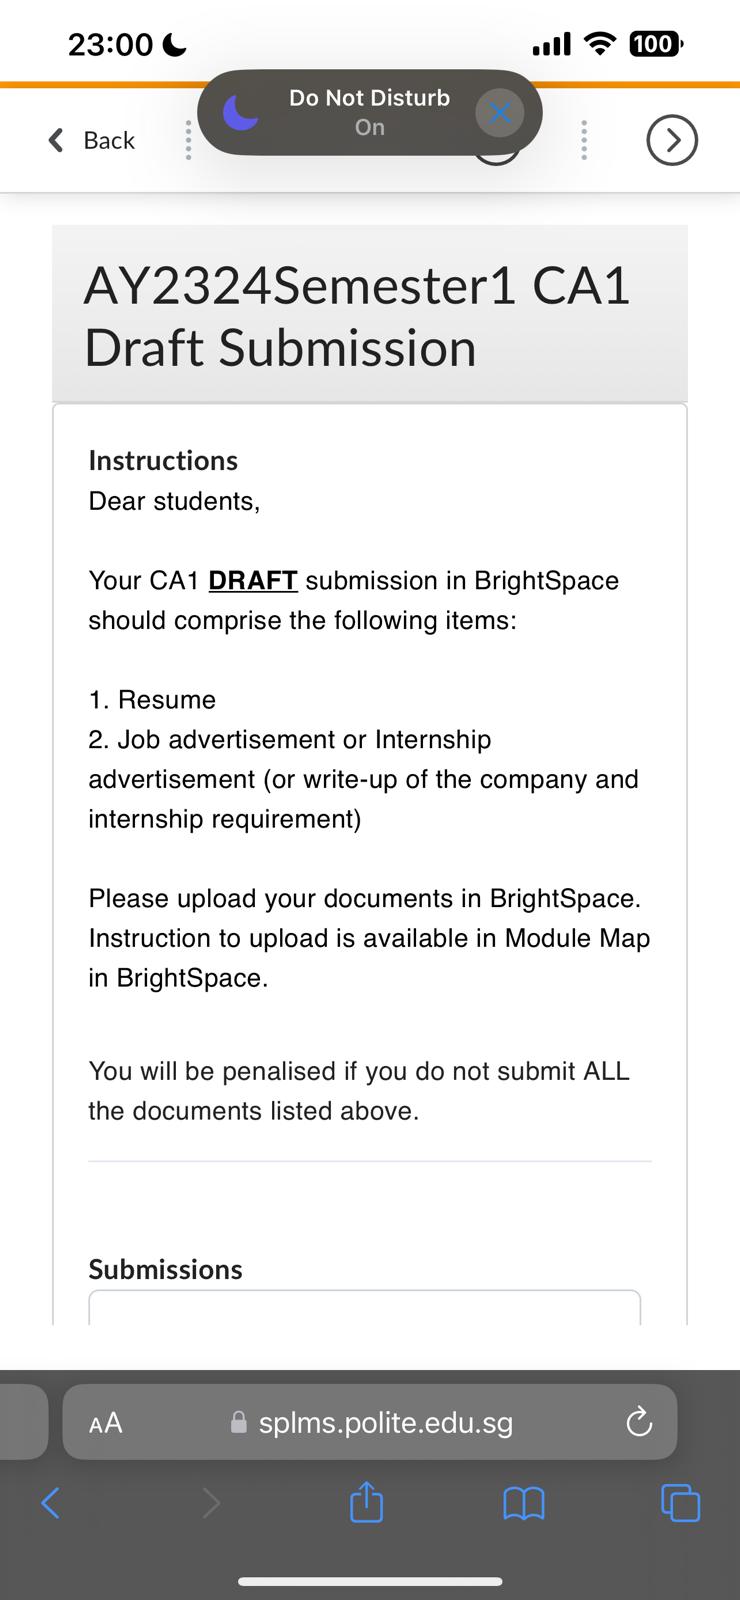 23:00
100
Do Not Disturb
On
Back
AY2324Semester1 CA1
Draft Submission
Instructions
Dear students,
Your CA1 DRAFT submission in BrightSpace
should comprise the following items:
1. Resume
2. Job advertisement or Internship
advertisement (or write-up of the company and
internship requirement)
Please upload your documents in BrightSpace.
Instruction to upload is available in Module Map
in BrightSpace.
You will be penalised if you do not submit ALL
the documents listed above.
Submissions
AA
splms.polite.edu.sg